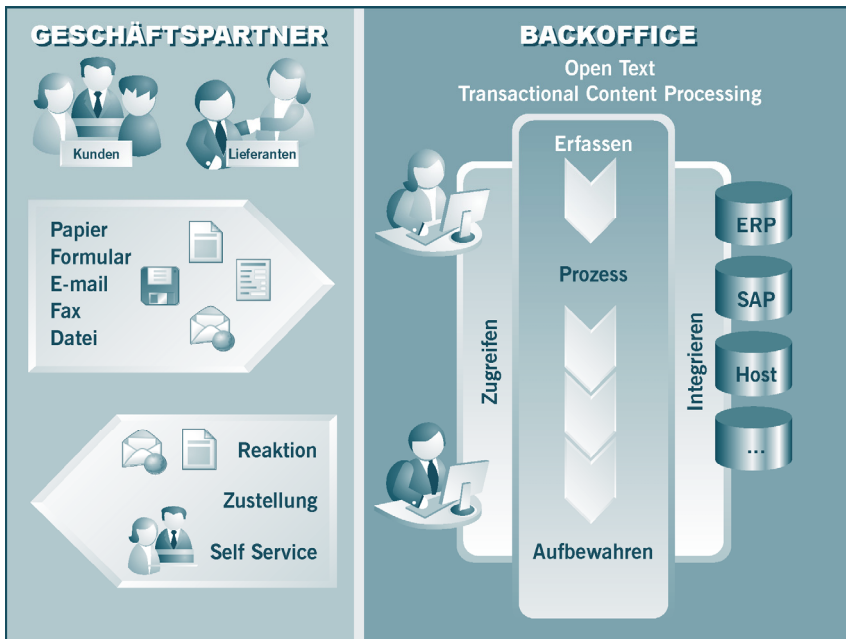 GESCHÄFTSPARTNER
Kunden
Lieferanten
Papier
Formular
E-mail
Fax
Datei
Reaktion
Zustellung
Self Service
BACKOFFICE
Open Text
Transactional Content Processing
Erfassen
Prozess
Aufbewahren
Zugreifen
Integrieren
ERP
SAP
Host
...